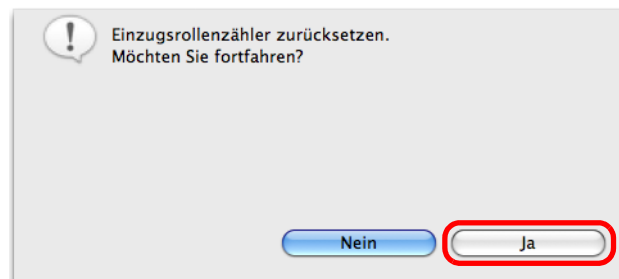 Einzugsrollenzähler zurücksetzen.
Möchten Sie fortfahren?
Nein
Ja